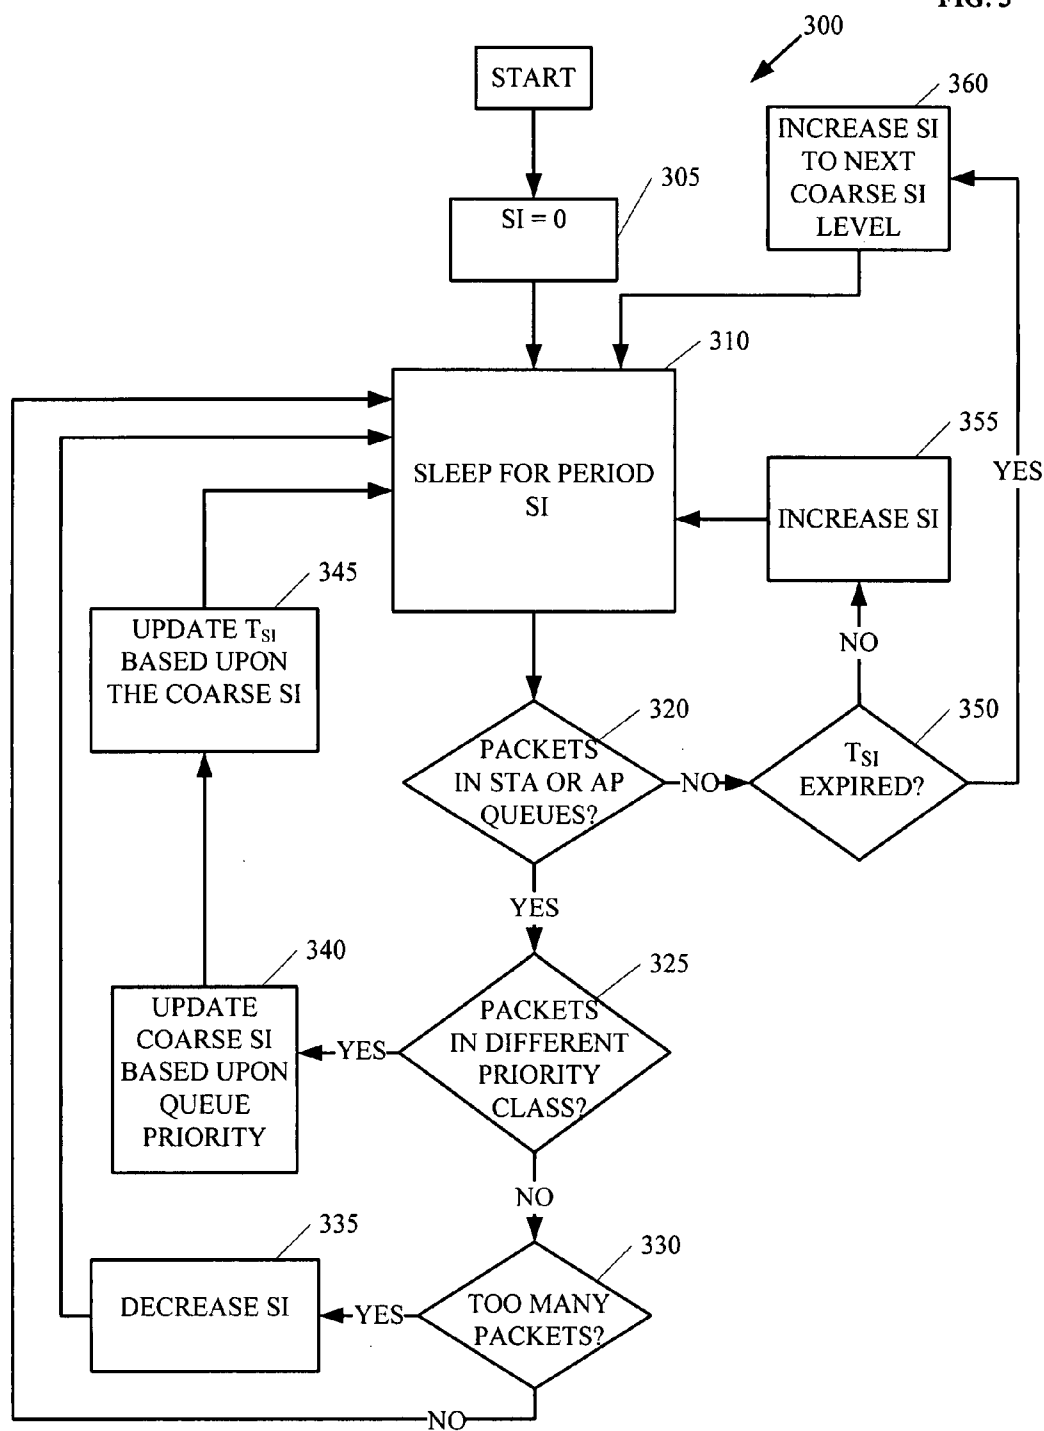 FIG. 3
300
START
360
INCREASE SI
TO NEXT
COARSE SI
LEVEL
305
SI = 0
310
SLEEP FOR PERIOD
SI
355
INCREASE SI
YES
345
UPDATE TSI
BASED UPON
THE COARSE SI
NO
320
PACKETS
IN STA OR AP
QUEUES?
NO
350
TSI
EXPIRED?
YES
325
PACKETS
IN DIFFERENT
PRIORITY
CLASS?
340
UPDATE
COARSE SI
BASED UPON
QUEUE
PRIORITY
YES
NO
335
DECREASE SI
YES
330
TOO MANY
PACKETS?
NO